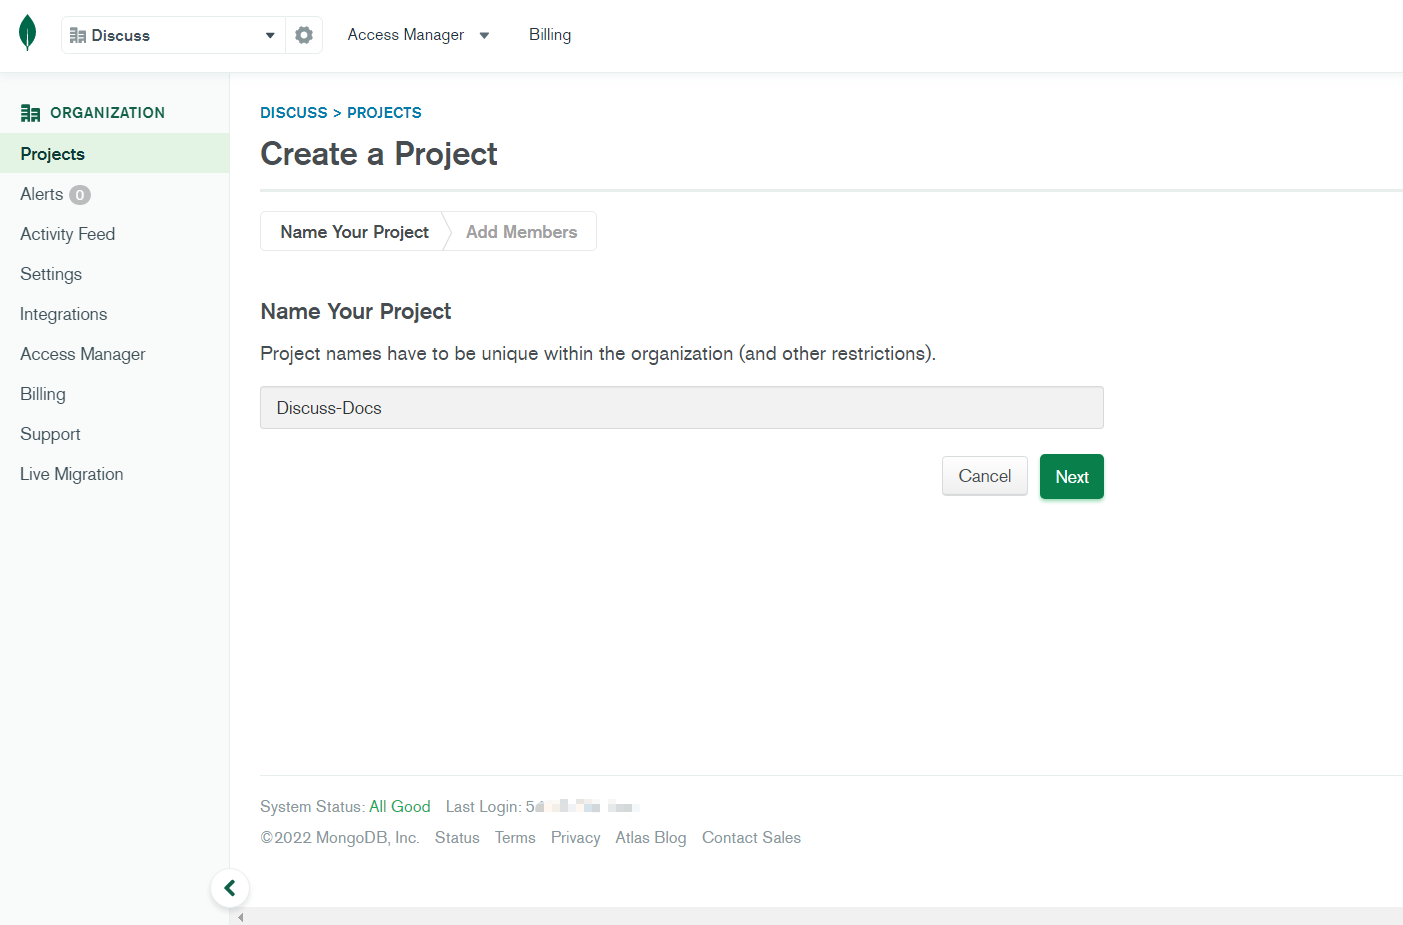 Discuss
Access Manager
Billing
ORGANIZATION
Projects
Alerts 0
Activity Feed
Settings
Integrations
Access Manager
Billing
Support
Live Migration
DISCUSS > PROJECTS
Create a Project
Name Your Project
Add Members
Name Your Project
Project names have to be unique within the organization (and other restrictions).
Discuss-Docs
Cancel
Next
System Status: All Good Last Login:
©2022 MongoDB, Inc. Status Terms Privacy Atlas Blog Contact Sales